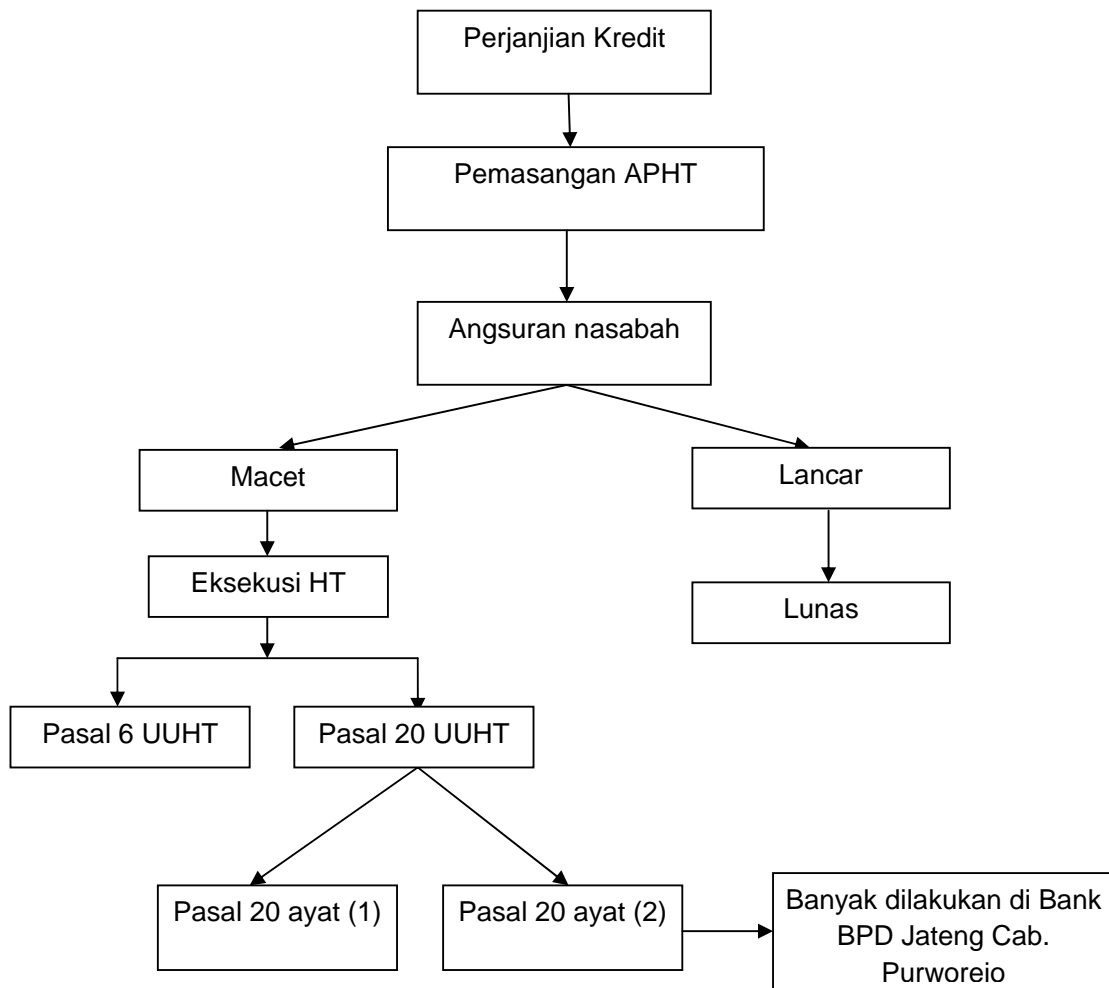 Perjanjian Kredit
Pemasangan APHT
Angsuran nasabah
Macet
Lancar
Eksekusi HT
Lunas
Pasal 6 UUHT
Pasal 20 UUHT
Pasal 20 ayat (1)
Pasal 20 ayat (2)
Banyak dilakukan di Bank
BPD Jateng Cab.
Purworejo